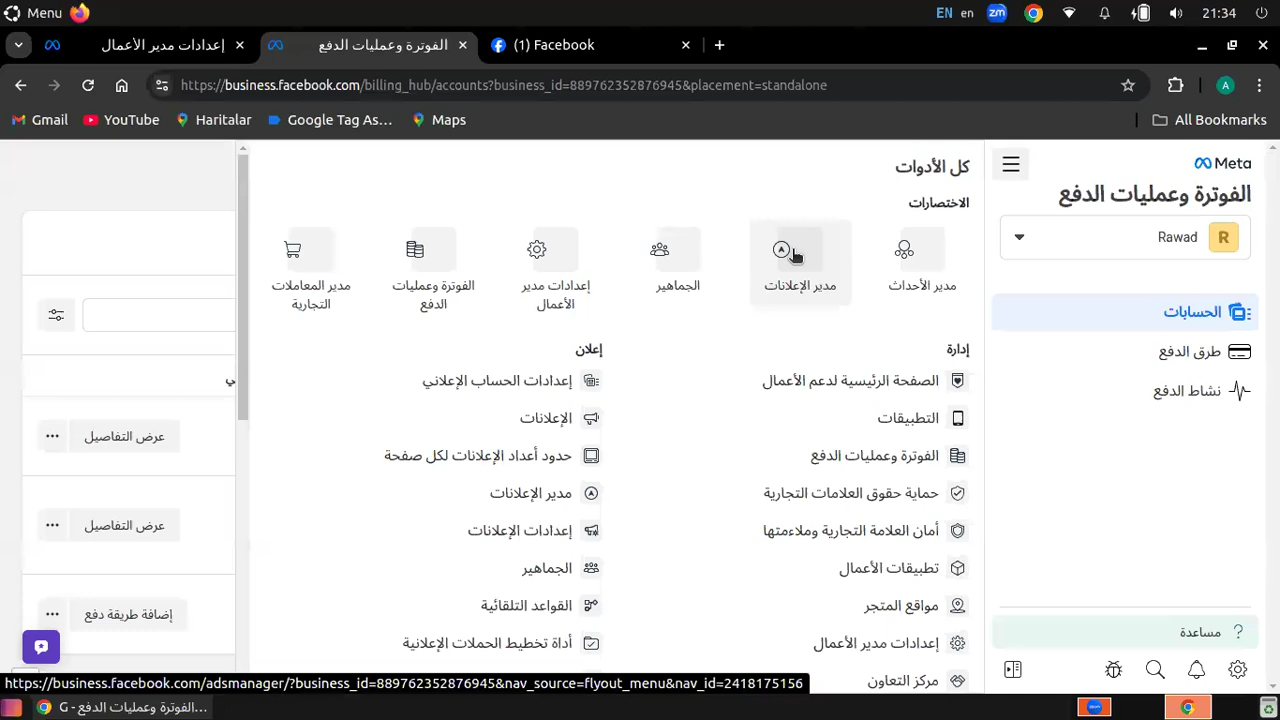 Menu
EN en zm 21:34
إعدادات مدير الأعمال
الفوترة وعمليات الدفع
(1) Facebook
https://business.facebook.com/billing_hub/accounts?business_id=889762352876945&placement=standalone
A
Gmail
YouTube
Haritalar
Google Tag As...
Maps
All Bookmarks
Meta
الفوترة وعمليات الدفع
R Rawad
الحسابات
طرق الدفع
نشاط الدفع
مساعدة
كل الأدوات
الاختصارات
مدير الأحداث
مدير الإعلانات
الجماهير
إعدادات مدير
الأعمال
الفوترة وعمليات
الدفع
مدير المعاملات
التجارية
إدارة
الصفحة الرئيسية لدعم الأعمال
التطبيقات
الفوترة وعمليات الدفع
حماية حقوق العلامات التجارية
أمان العلامة التجارية وملاءمتها
تطبيقات الأعمال
مواقع المتجر
إعدادات مدير الأعمال
مركز التعاون
إعلان
إعدادات الحساب الإعلاني
الإعلانات
حدود أعداد الإعلانات لكل صفحة
مدير الإعلانات
إعدادات الإعلانات
الجماهير
القواعد التلقائية
أداة تخطيط الحملات الإعلانية
عرض التفاصيل
عرض التفاصيل
إضافة طريقة دفع
https://business.facebook.com/adsmanager/?business_id=889762352876945&nav_source=flyout_menu&nav_id=2418175156
الفوترة وعمليات الدفع - G...